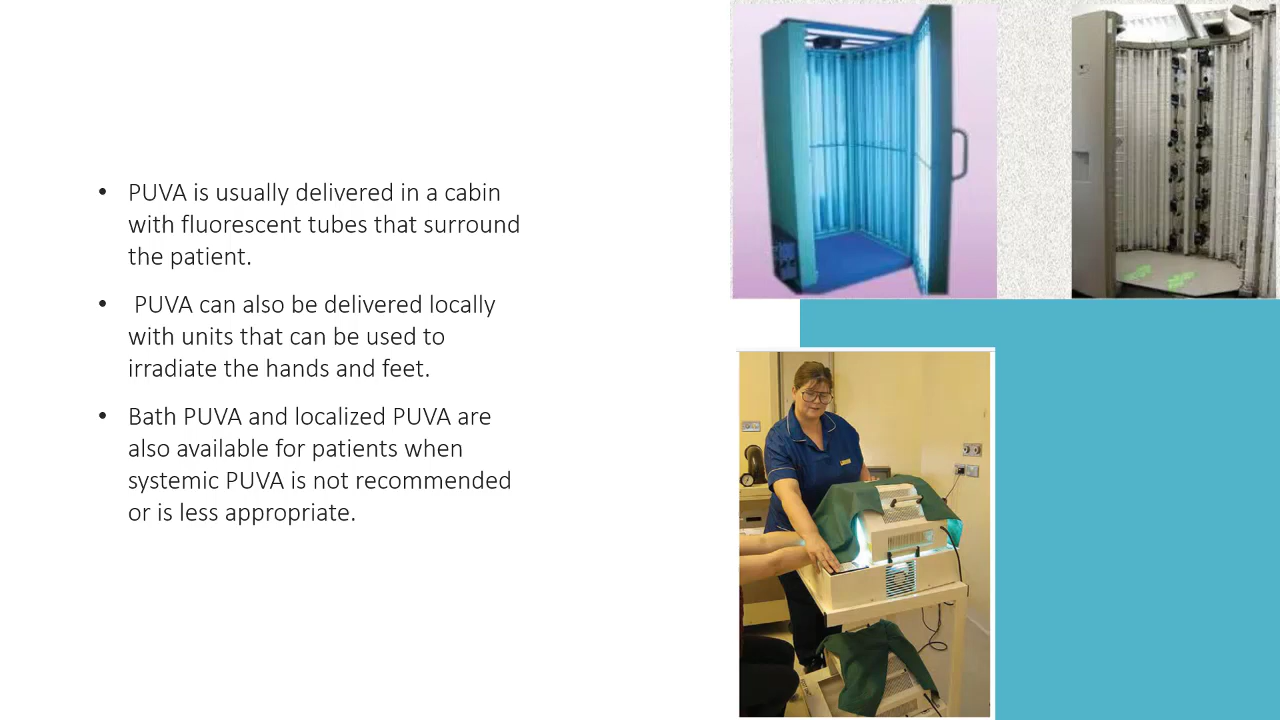 • PUVA is usually delivered in a cabin
with fluorescent tubes that surround
the patient.
• PUVA can also be delivered locally
with units that can be used to
irradiate the hands and feet.
• Bath PUVA and localized PUVA are
also available for patients when
systemic PUVA is not recommended
or is less appropriate.